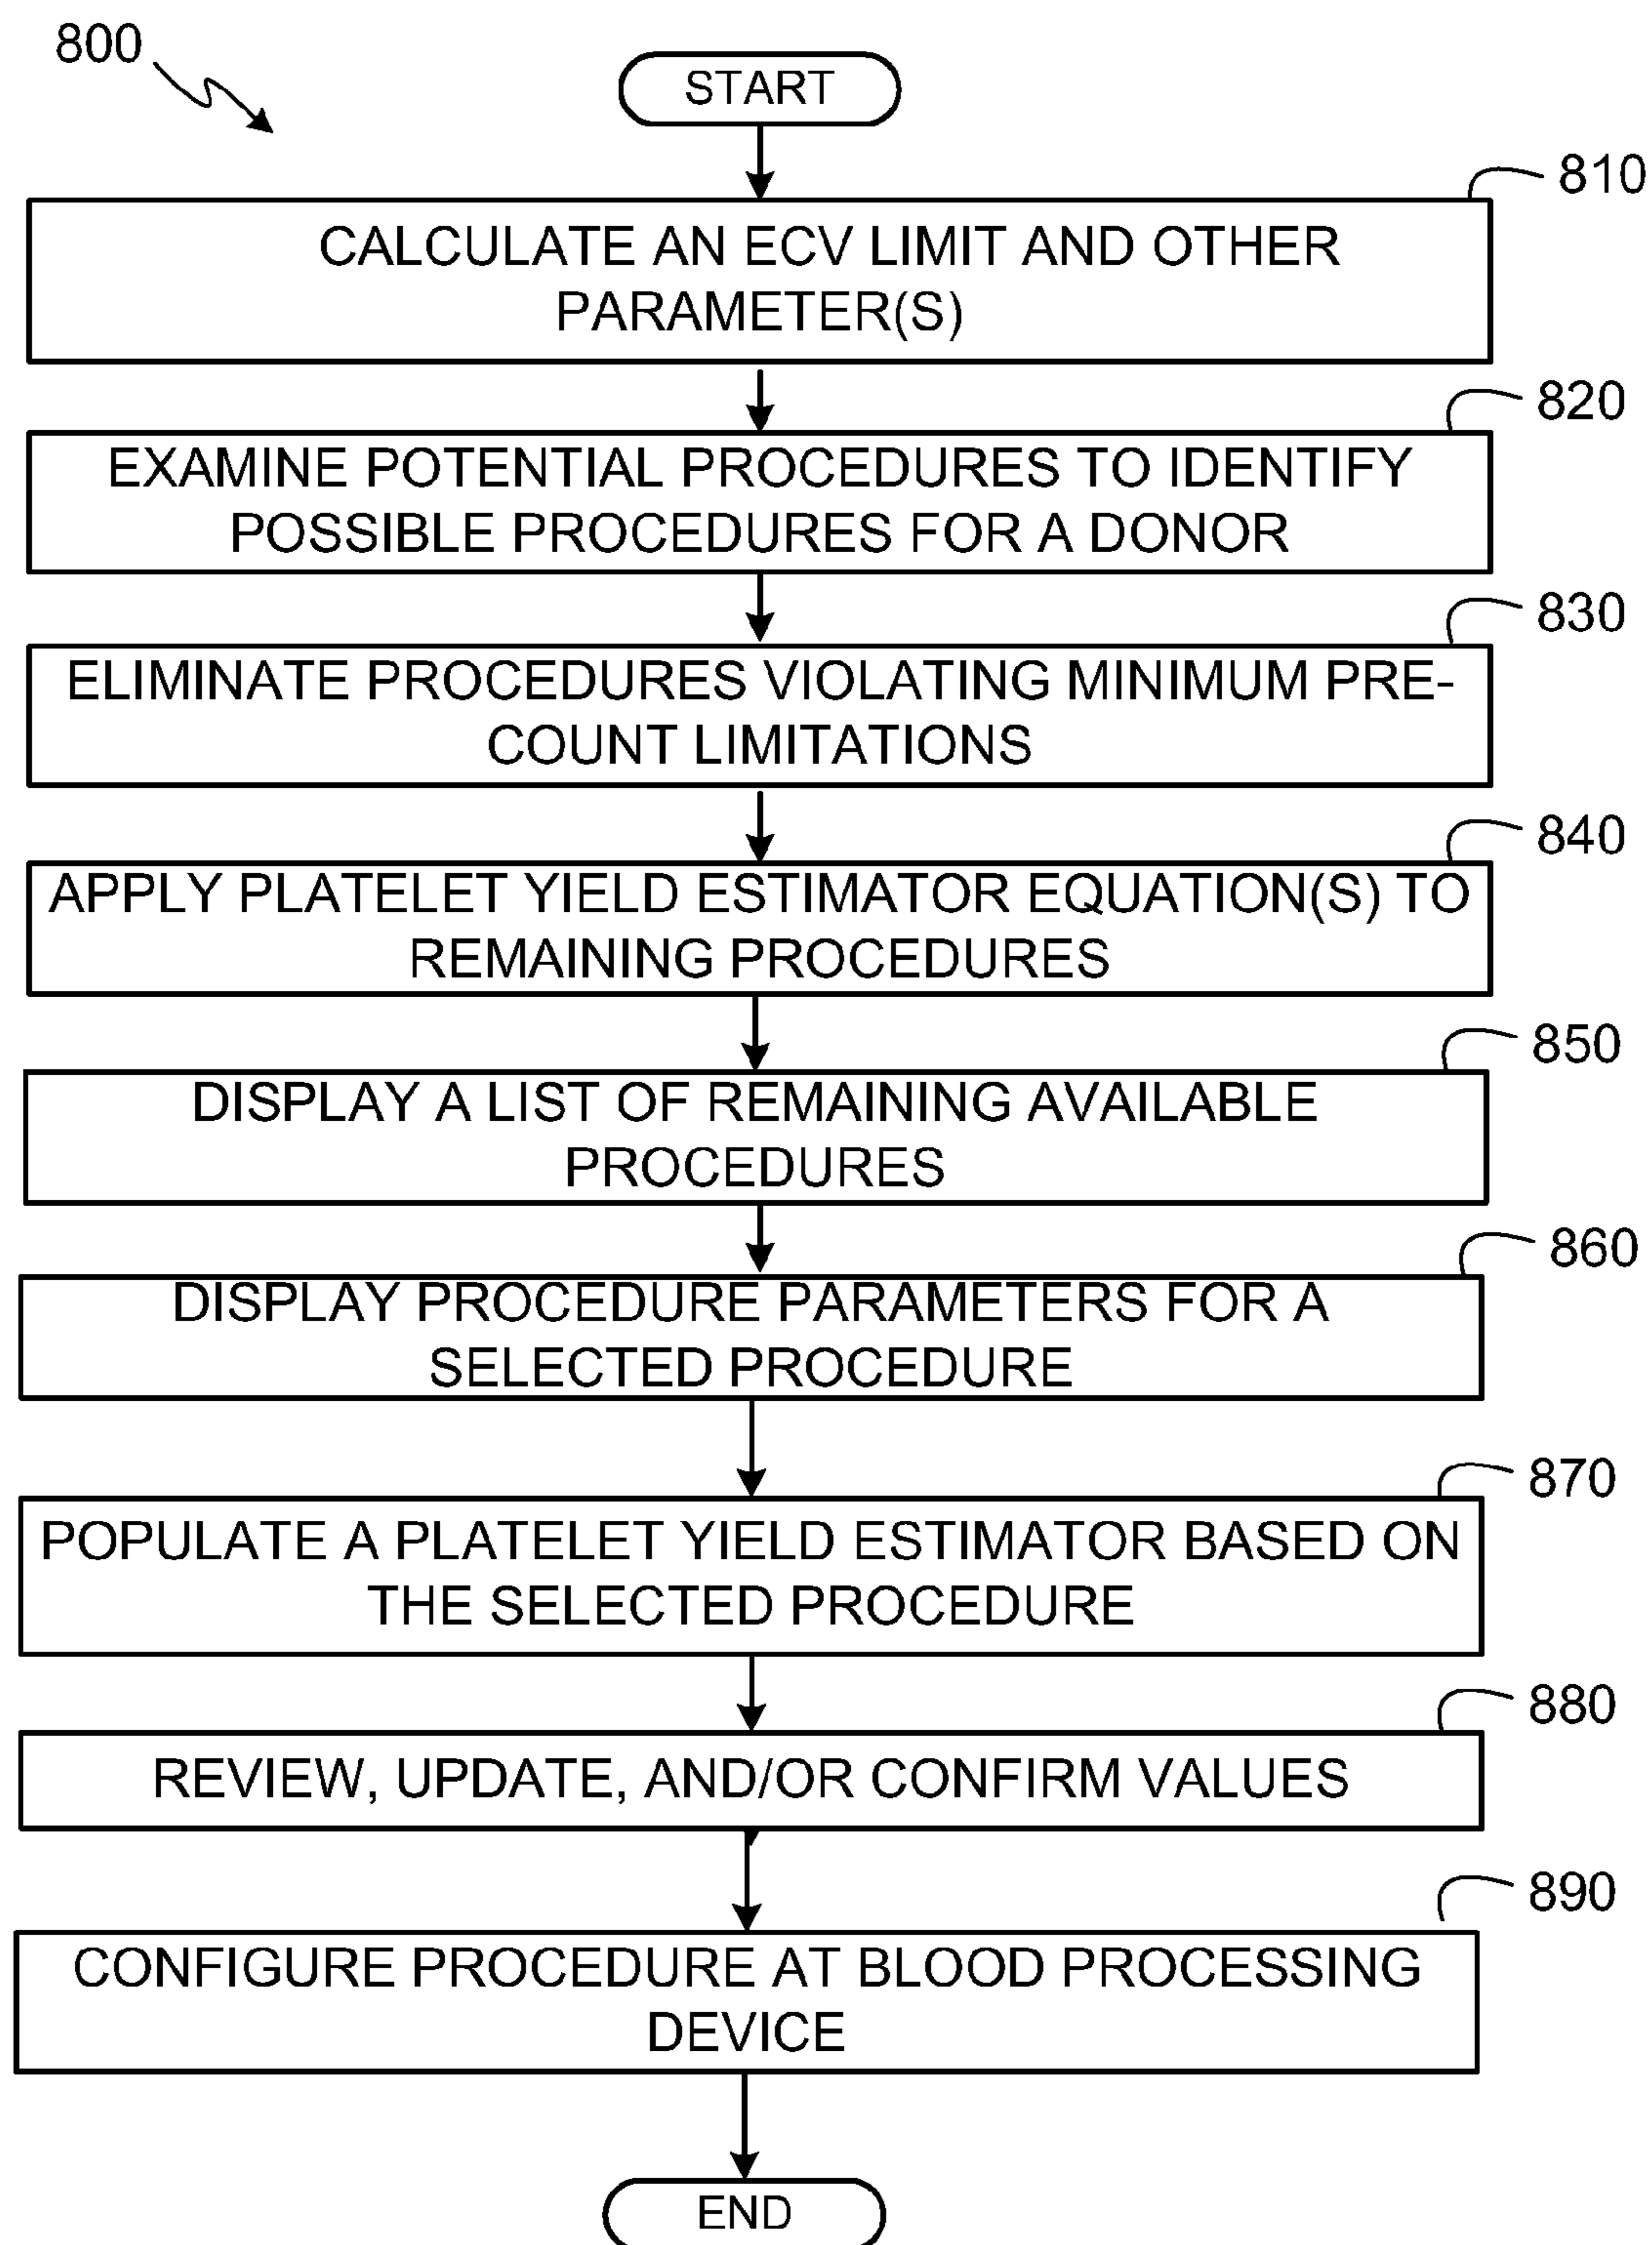 800
START
810
CALCULATE AN ECV LIMIT AND OTHER
PARAMETER(S)
820
EXAMINE POTENTIAL PROCEDURES TO IDENTIFY
POSSIBLE PROCEDURES FOR A DONOR
830
ELIMINATE PROCEDURES VIOLATING MINIMUM PRE-
COUNT LIMITATIONS
840
APPLY PLATELET YIELD ESTIMATOR EQUATION(S) TO
REMAINING PROCEDURES
850
DISPLAY A LIST OF REMAINING AVAILABLE
PROCEDURES
860
DISPLAY PROCEDURE PARAMETERS FOR A
SELECTED PROCEDURE
870
POPULATE A PLATELET YIELD ESTIMATOR BASED ON
THE SELECTED PROCEDURE
880
REVIEW, UPDATE, AND/OR CONFIRM VALUES
890
CONFIGURE PROCEDURE AT BLOOD PROCESSING
DEVICE
END